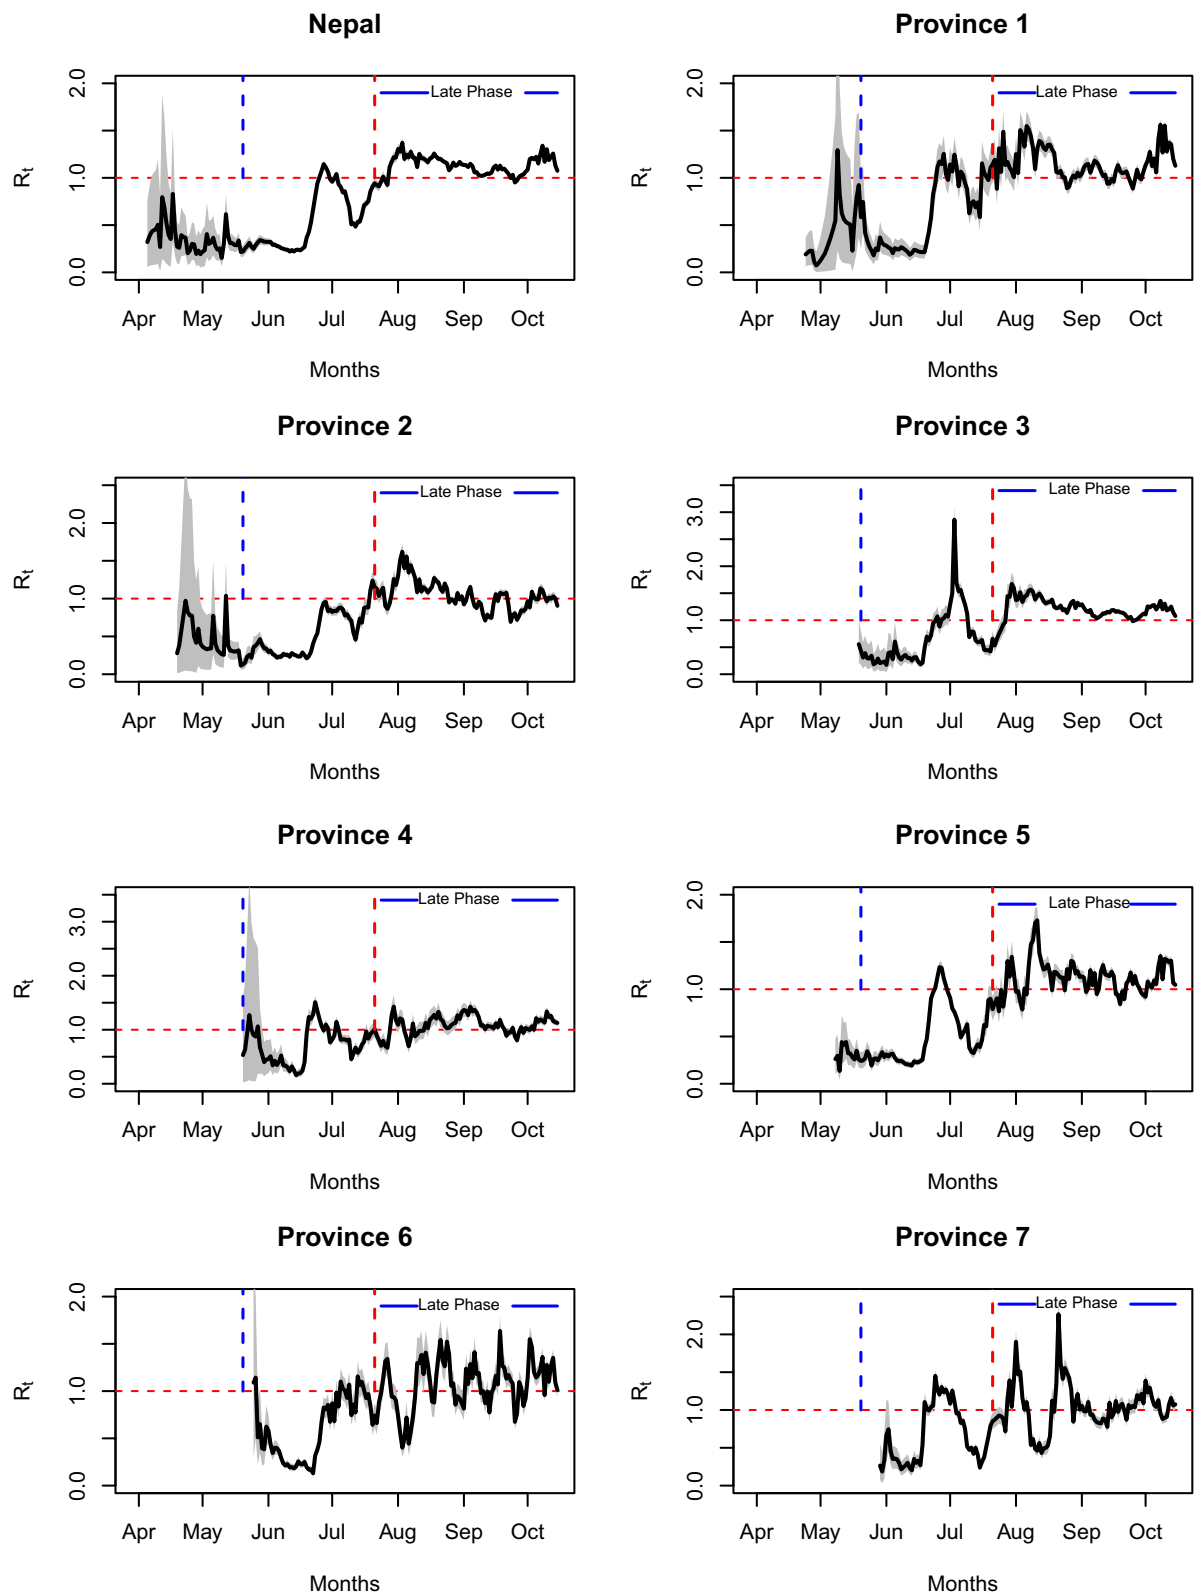 Nepal
2.0
1.0
0.0
Rt
Late Phase
Apr May Jun Jul Aug Sep Oct
Months
Province 1
2.0
1.0
0.0
Rt
Late Phase
Apr May Jun Jul Aug Sep Oct
Months
Province 2
2.0
1.0
0.0
Rt
Late Phase
Apr May Jun Jul Aug Sep Oct
Months
Province 3
3.0
2.0
1.0
0.0
Rt
Late Phase
Apr May Jun Jul Aug Sep Oct
Months
Province 4
3.0
2.0
1.0
0.0
Rt
Late Phase
Apr May Jun Jul Aug Sep Oct
Months
Province 5
2.0
1.0
0.0
Rt
Late Phase
Apr May Jun Jul Aug Sep Oct
Months
Province 6
2.0
1.0
0.0
Rt
Late Phase
Apr May Jun Jul Aug Sep Oct
Months
Province 7
2.0
1.0
0.0
Rt
Late Phase
Apr May Jun Jul Aug Sep Oct
Months